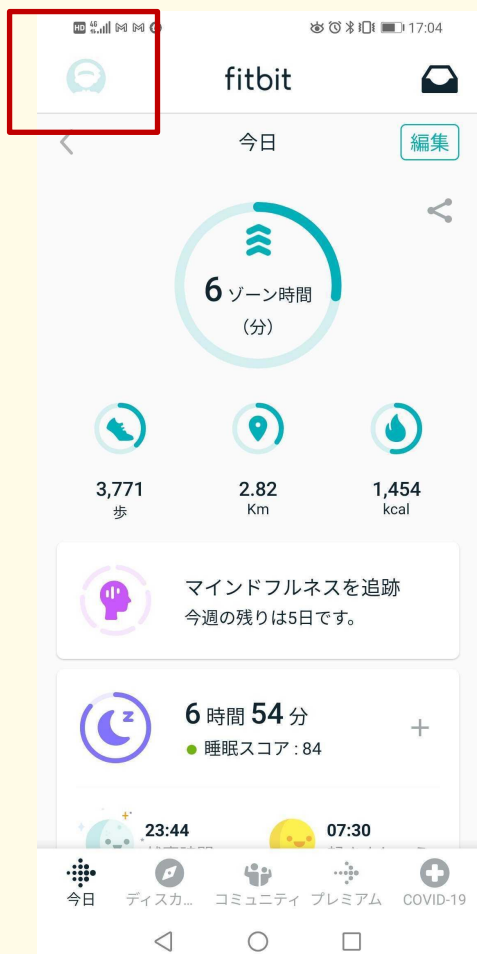 HD 4G 17:04
fitbit
今日
編集
6 ゾーン時間
（分）
3,771
歩
2.82
Km
1,454
kcal
マインドフルネスを追跡
今週の残りは5日です。
6 時間 54 分
睡眠スコア : 84
23:44
07:30
今日
ディスカ...
コミュニティ
プレミアム
COVID-19